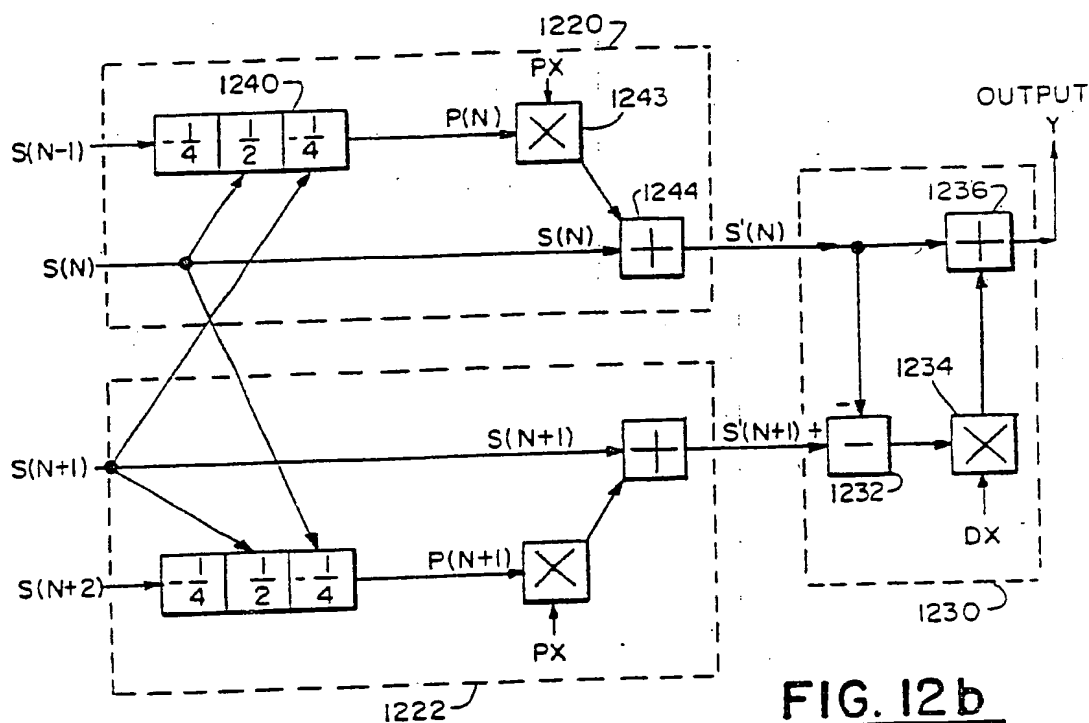 1220
PX
1240
1243
OUTPUT
Y
S(N-1)
-1/4 1/2 -1/4
P(N)
×
1244
1236
S(N)
S(N)
+
S'(N)
+
1234
-
S(N+1)
S(N+1)
+
S'(N+1) +
-
×
1232
S(N+2)
-1/4 1/2 -1/4
P(N+1)
×
DX
PX
1230
1222
FIG. 12b